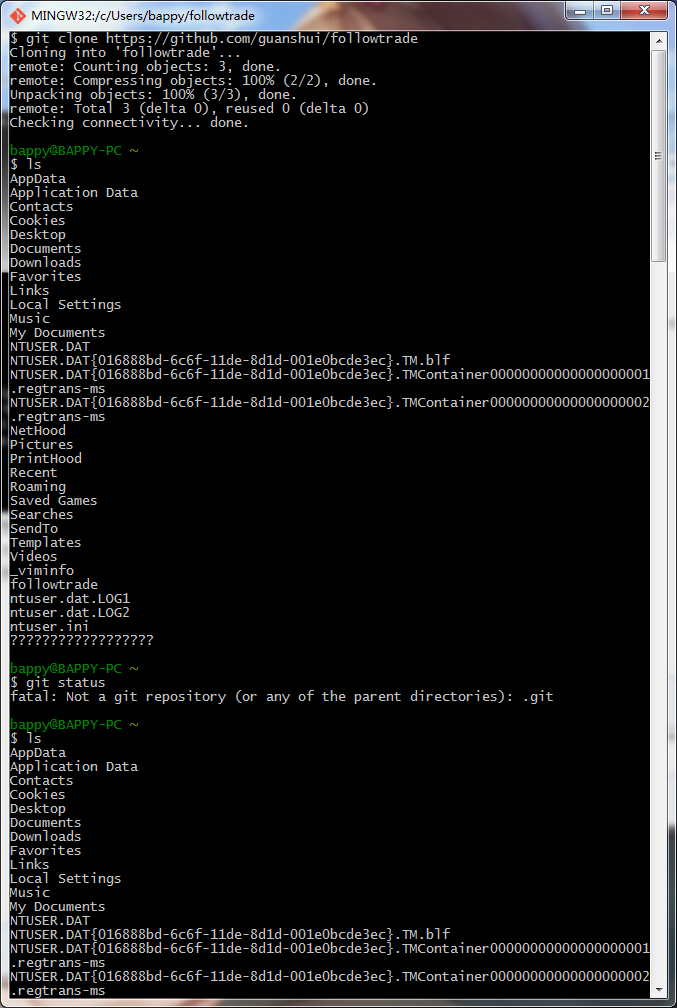 MINGW32:/c/Users/bappy/followtrade
$ git clone https://github.com/guanshui/followtrade
Cloning into 'followtrade'...
remote: Counting objects: 3, done.
remote: Compressing objects: 100% (2/2), done.
Unpacking objects: 100% (3/3), done.
remote: Total 3 (delta 0), reused 0 (delta 0)
Checking connectivity... done.
bappy@BAPPY-PC ~
$ ls
AppData
Application Data
Contacts
Cookies
Desktop
Documents
Downloads
Favorites
Links
Local Settings
Music
My Documents
NTUSER.DAT
NTUSER.DAT{016888bd-6c6f-11de-8d1d-001e0bcde3ec}.TM.blf
NTUSER.DAT{016888bd-6c6f-11de-8d1d-001e0bcde3ec}.TMContainer00000000000000000001
.regtrans-ms
NTUSER.DAT{016888bd-6c6f-11de-8d1d-001e0bcde3ec}.TMContainer00000000000000000002
.regtrans-ms
NetHood
Pictures
PrintHood
Recent
Roaming
Saved Games
Searches
SendTo
Templates
Videos
_viminfo
followtrade
ntuser.dat.LOG1
ntuser.dat.LOG2
ntuser.ini
??????????????????
bappy@BAPPY-PC ~
$ git status
fatal: Not a git repository (or any of the parent directories): .git
bappy@BAPPY-PC ~
$ ls
AppData
Application Data
Contacts
Cookies
Desktop
Documents
Downloads
Favorites
Links
Local Settings
Music
My Documents
NTUSER.DAT
NTUSER.DAT{016888bd-6c6f-11de-8d1d-001e0bcde3ec}.TM.blf
NTUSER.DAT{016888bd-6c6f-11de-8d1d-001e0bcde3ec}.TMContainer00000000000000000001
.regtrans-ms
NTUSER.DAT{016888bd-6c6f-11de-8d1d-001e0bcde3ec}.TMContainer00000000000000000002
.regtrans-ms